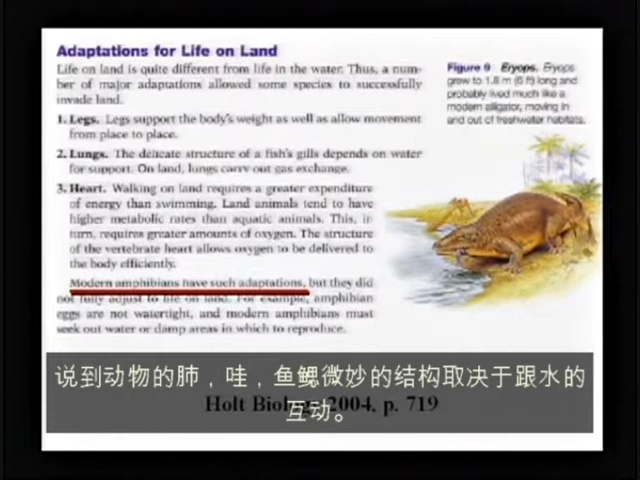 Adaptations for Life on Land
Life on land is quite different from life in the water. Thus, a num-
ber of major adaptations allowed some species to successfully
invade land.
1. Legs. Legs support the body's weight as well as allow movement
from place to place.
2. Lungs. The delicate structure of a fish's gills depends on water
for support. On land, lungs carry out gas exchange.
3. Heart. Walking on land requires a greater expenditure
of energy than swimming. Land animals tend to have
higher metabolic rates than aquatic animals. This, in
turn, requires greater amounts of oxygen. The structure
of the vertebrate heart allows oxygen to be delivered to
the body efficiently.
Modern amphibians have such adaptations, but they did
not fully adjust to life on land. For example, amphibian
eggs are not watertight, and modern amphibians must
seek out water or damp areas in which to reproduce.
Figure 9 Eryops. Eryops
grew to 1.8 m (6 ft) long and
probably lived much like a
modern alligator, moving in
and out of freshwater habitats.
说到动物的肺，哇，鱼鳃微妙的结构取决于跟水的
互动。
Holt Biology 2004, p. 719